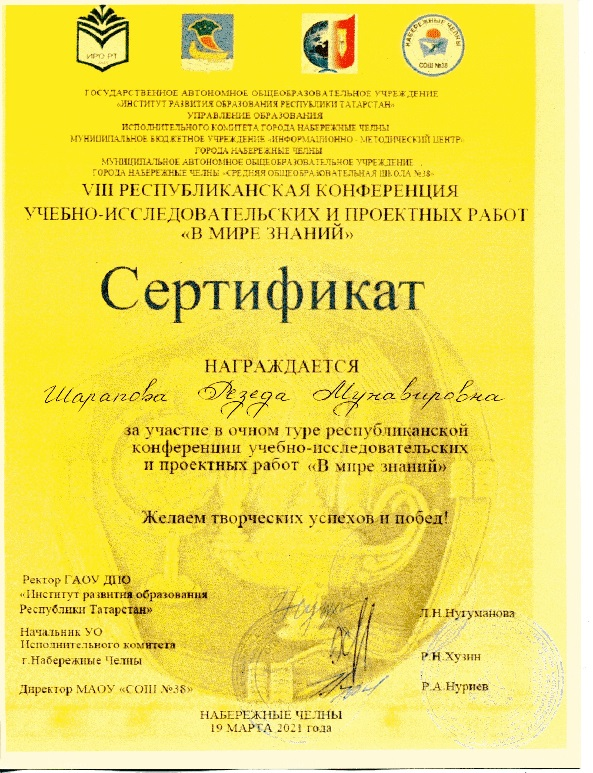 ИРО РТ
НАБЕРЕЖНЫЕ ЧЕЛНЫ
СОШ №38
ГОСУДАРСТВЕННОЕ АВТОНОМНОЕ ОБЩЕОБРАЗОВАТЕЛЬНОЕ УЧРЕЖДЕНИЕ
«ИНСТИТУТ РАЗВИТИЯ ОБРАЗОВАНИЯ РЕСПУБЛИКИ ТАТАРСТАН»
УПРАВЛЕНИЕ ОБРАЗОВАНИЯ
ИСПОЛНИТЕЛЬНОГО КОМИТЕТА ГОРОДА НАБЕРЕЖНЫЕ ЧЕЛНЫ
МУНИЦИПАЛЬНОЕ БЮДЖЕТНОЕ УЧРЕЖДЕНИЕ «ИНФОРМАЦИОННО - МЕТОДИЧЕСКИЙ ЦЕНТР»
ГОРОДА НАБЕРЕЖНЫЕ ЧЕЛНЫ
МУНИЦИПАЛЬНОЕ АВТОНОМНОЕ ОБЩЕОБРАЗОВАТЕЛЬНОЕ УЧРЕЖДЕНИЕ
ГОРОДА НАБЕРЕЖНЫЕ ЧЕЛНЫ «СРЕДНЯЯ ОБЩЕОБРАЗОВАТЕЛЬНАЯ ШКОЛА №38»
VIII РЕСПУБЛИКАНСКАЯ КОНФЕРЕНЦИЯ
УЧЕБНО-ИССЛЕДОВАТЕЛЬСКИХ И ПРОЕКТНЫХ РАБОТ
«В МИРЕ ЗНАНИЙ»
Сертификат
НАГРАЖДАЕТСЯ
Шарапова Резеда Мунавировна
за участие в очном туре республиканской
конференции учебно-исследовательских
и проектных работ «В мире знаний»
Желаем творческих успехов и побед!
Ректор ГАОУ ДПО
«Институт развития образования
Республики Татарстан»
Л.Н.Нугуманова
Начальник УО
Исполнительного комитета
г.Набережные Челны
Р.Н.Хузин
Директор МАОУ «СОШ №38»
Р.А.Нуриев
НАБЕРЕЖНЫЕ ЧЕЛНЫ
19 МАРТА 2021 года